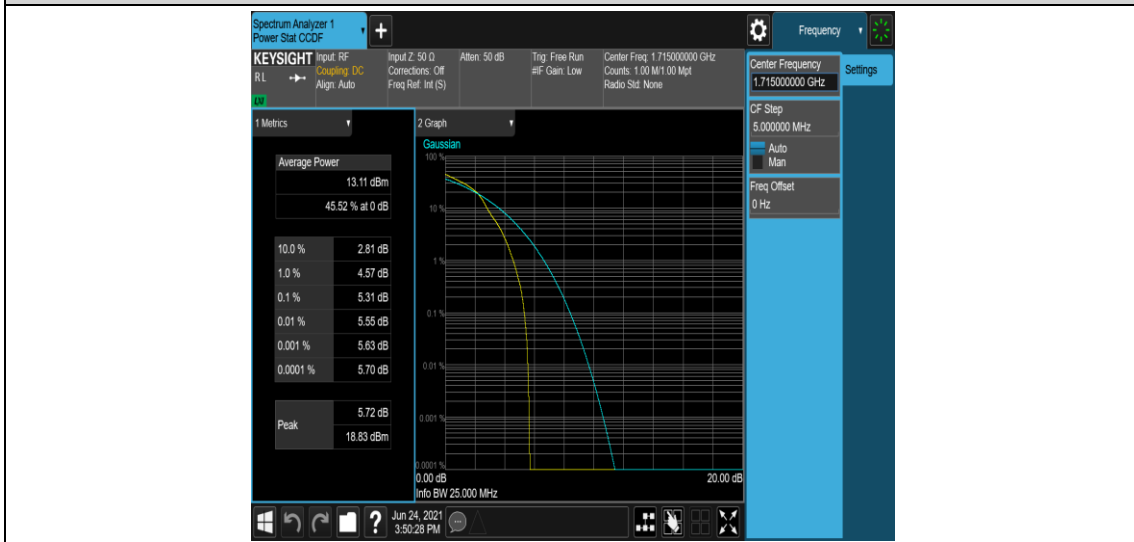 Spectrum Analyzer 1
Power Stat CCDF
+
Frequency
KEYSIGHT
RL
LXI
Input: RF
Coupling: DC
Align: Auto
Input Z: 50 Ω
Corrections: Off
Freq Ref: Int (S)
Atten: 50 dB
Trig: Free Run
#IF Gain: Low
Center Freq: 1.715000000 GHz
Counts: 1.00 M/1.00 Mpt
Radio Std: None
Center Frequency
1.715000000 GHz
Settings
CF Step
5.000000 MHz
Auto
Man
Freq Offset
0 Hz
1 Metrics
Average Power
13.11 dBm
45.52 % at 0 dB
10.0 % 2.81 dB
1.0 % 4.57 dB
0.1 % 5.31 dB
0.01 % 5.55 dB
0.001 % 5.63 dB
0.0001 % 5.70 dB
Peak
5.72 dB
18.83 dBm
2 Graph
Gaussian
100 %
10 %
1 %
0.1 %
0.01 %
0.001 %
0.0001 %
0.00 dB 20.00 dB
Info BW 25.000 MHz
?
Jun 24, 2021
3:50:28 PM